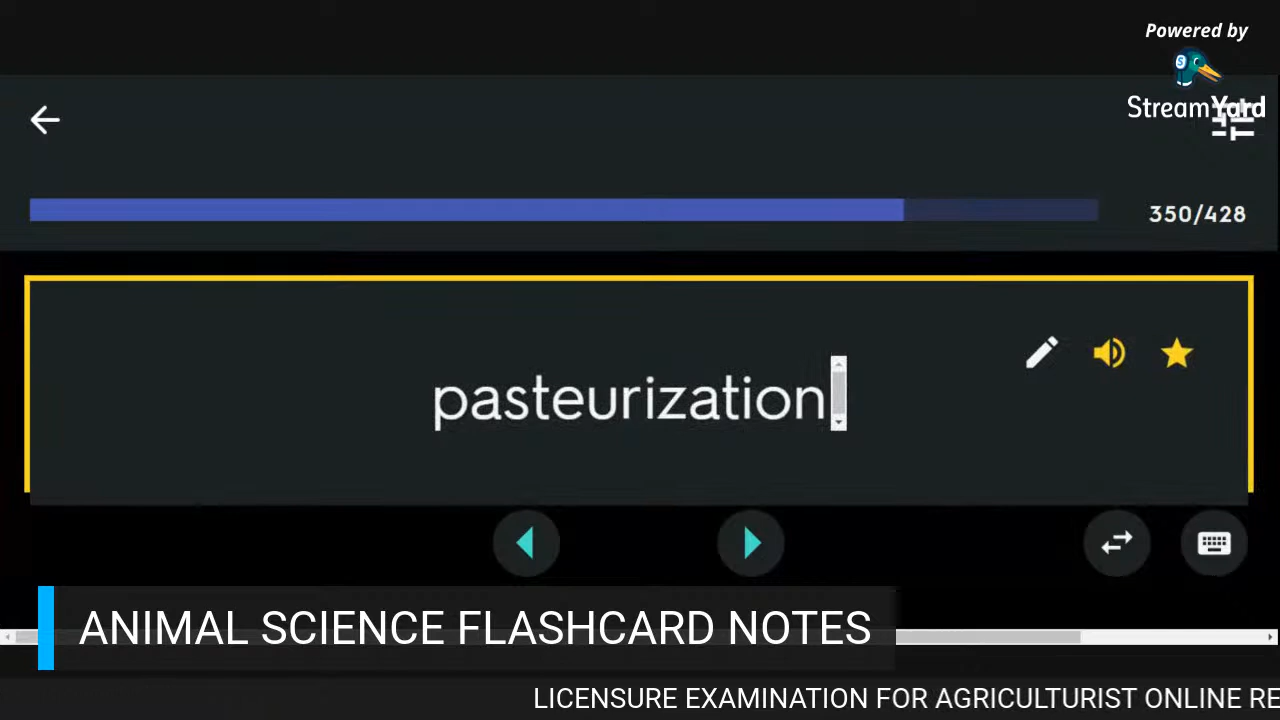 Powered by
StreamYard
350/428
pasteurization
ANIMAL SCIENCE FLASHCARD NOTES
LICENSURE EXAMINATION FOR AGRICULTURIST ONLINE RE